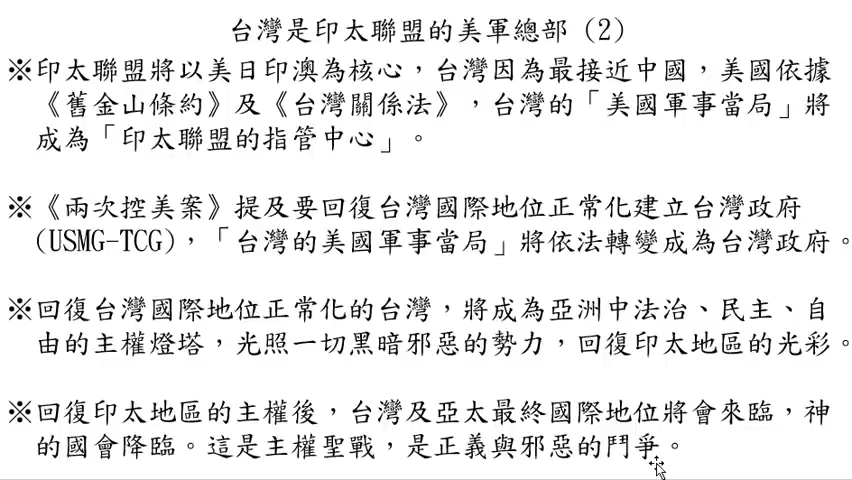 台灣是印太聯盟的美軍總部 (2)
※印太聯盟將以美日印澳為核心，台灣因為最接近中國，美國依據
《舊金山條約》及《台灣關係法》，台灣的「美國軍事當局」將
成為「印太聯盟的指管中心」。
※《兩次控美案》提及要回復台灣國際地位正常化建立台灣政府
(USMG-TCG)，「台灣的美國軍事當局」將依法轉變成為台灣政府。
※回復台灣國際地位正常化的台灣，將成為亞洲中法治、民主、自
由的主權燈塔，光照一切黑暗邪惡的勢力，回復印太地區的光彩。
※回復印太地區的主權後，台灣及亞太最終國際地位將會來臨，神
的國會降臨。這是主權聖戰，是正義與邪惡的鬥爭。